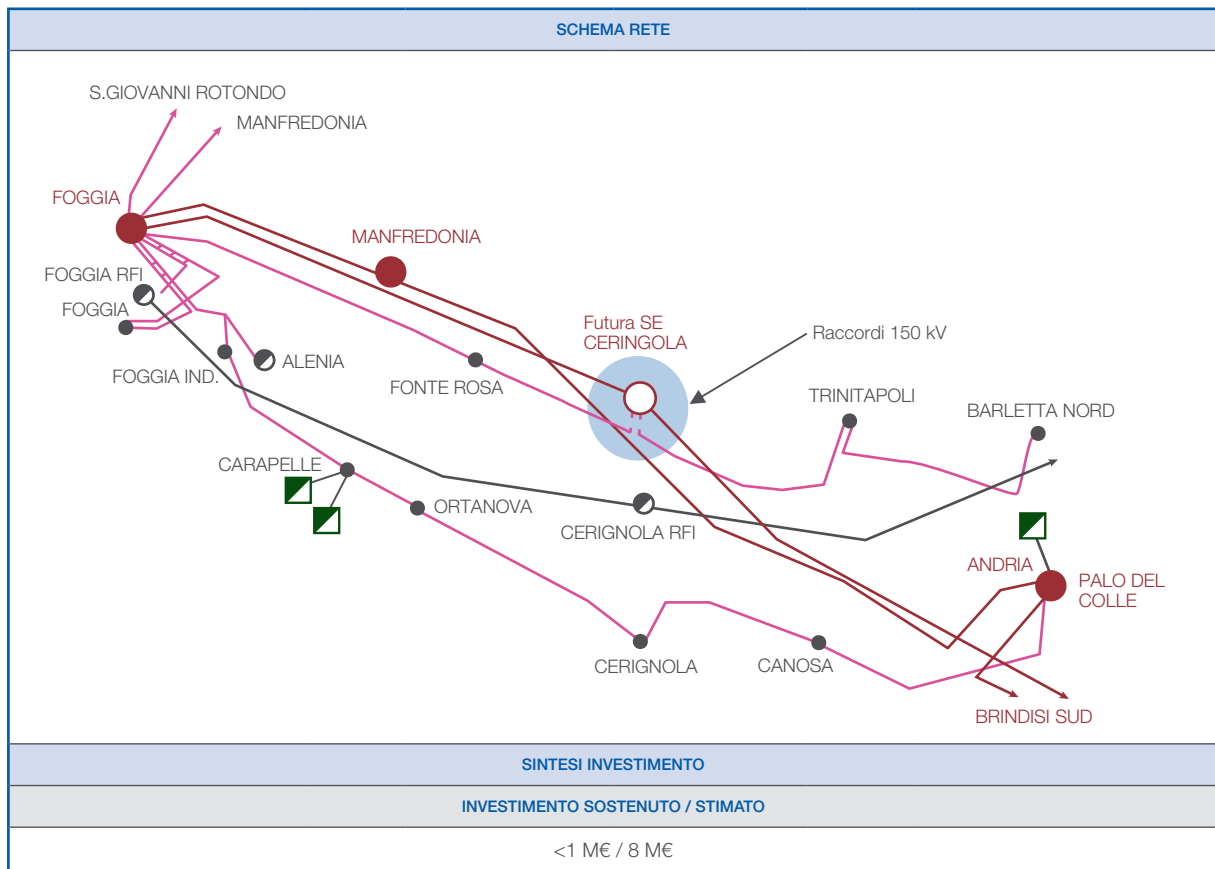 SCHEMA RETE
S.GIOVANNI ROTONDO
MANFREDONIA
FOGGIA
MANFREDONIA
FOGGIA RFI
FOGGIA
Futura SE
CERINGOLA
Raccordi 150 kV
ALENIA
FOGGIA IND.
FONTE ROSA
TRINITAPOLI
BARLETTA NORD
CARAPELLE
ORTANOVA
CERIGNOLA RFI
ANDRIA
PALO DEL
COLLE
CERIGNOLA
CANOSA
BRINDISI SUD
SINTESI INVESTIMENTO
INVESTIMENTO SOSTENUTO / STIMATO
<1 M€ / 8 M€